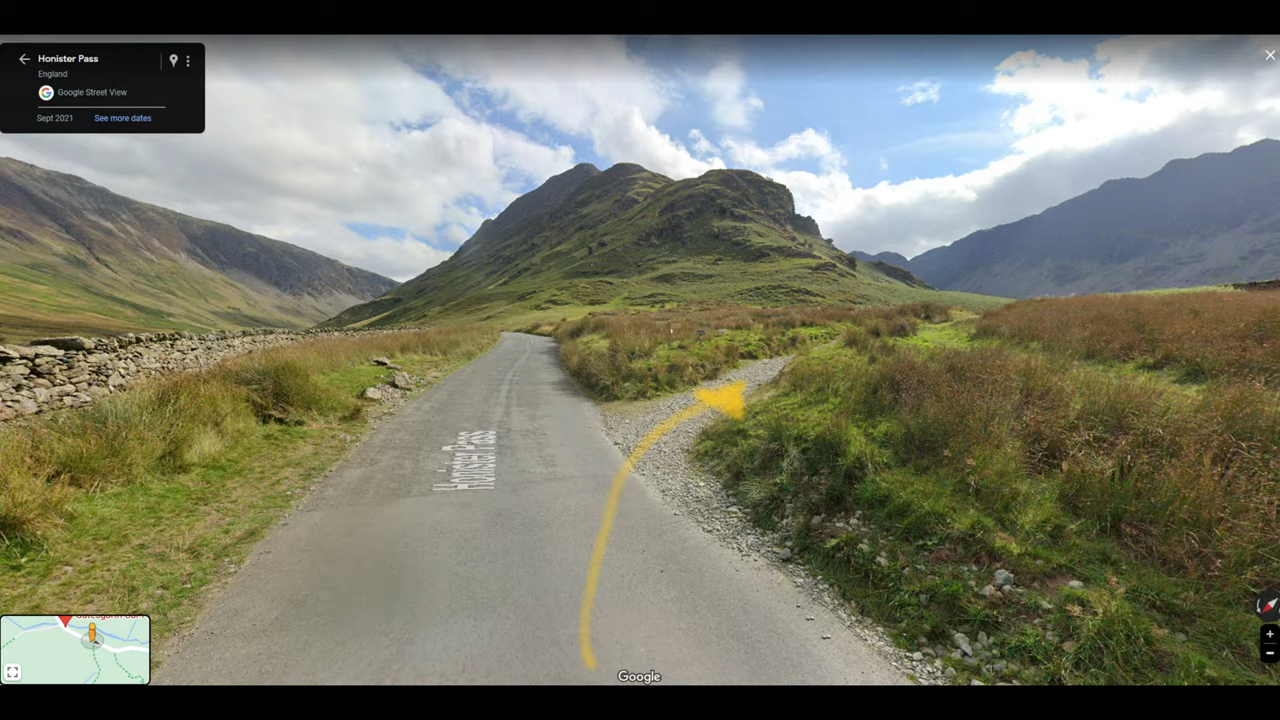 Honister Pass
England
Google Street View
Sept 2021
See more dates
Honister Pass
Google